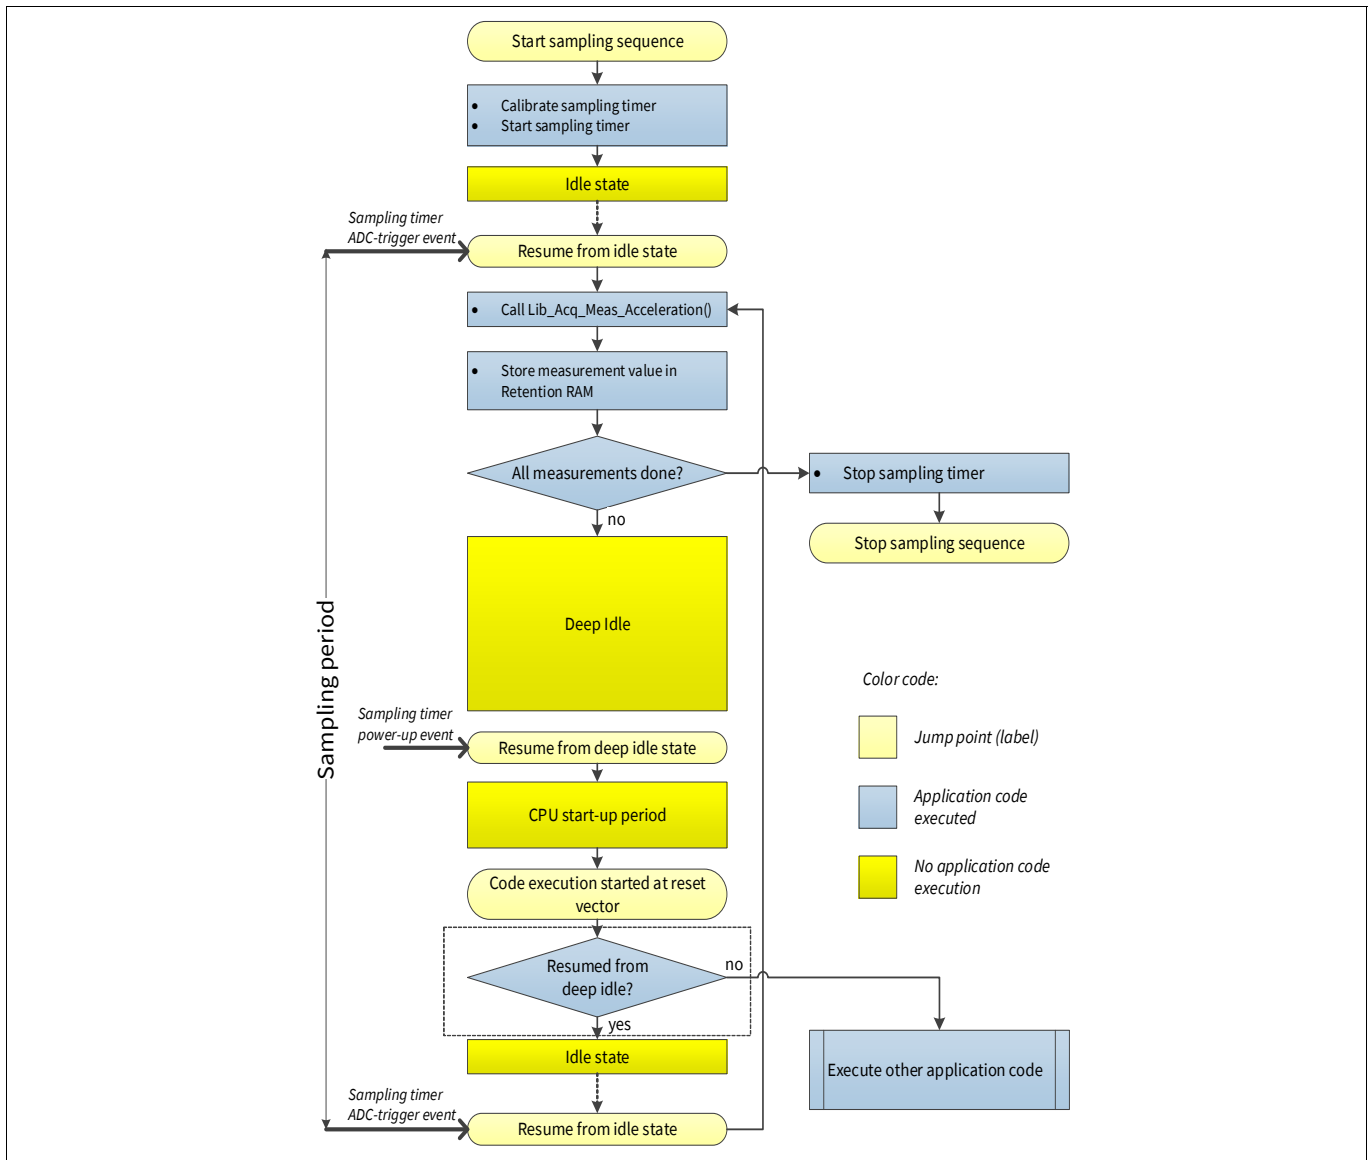 Start sampling sequence
• Calibrate sampling timer
• Start sampling timer
Idle state
Sampling timer
ADC-trigger event
Resume from idle state
• Call Lib_Acq_Meas_Acceleration()
• Store measurement value in
Retention RAM
All measurements done?
• Stop sampling timer
no
Stop sampling sequence
Deep Idle
Sampling period
Color code:
Sampling timer
power-up event
Resume from deep idle state
Jump point (label)
CPU start-up period
Application code
executed
No application code
execution
Code execution started at reset
vector
Resumed from
deep idle?
no
yes
Idle state
Execute other application code
Sampling timer
ADC-trigger event
Resume from idle state